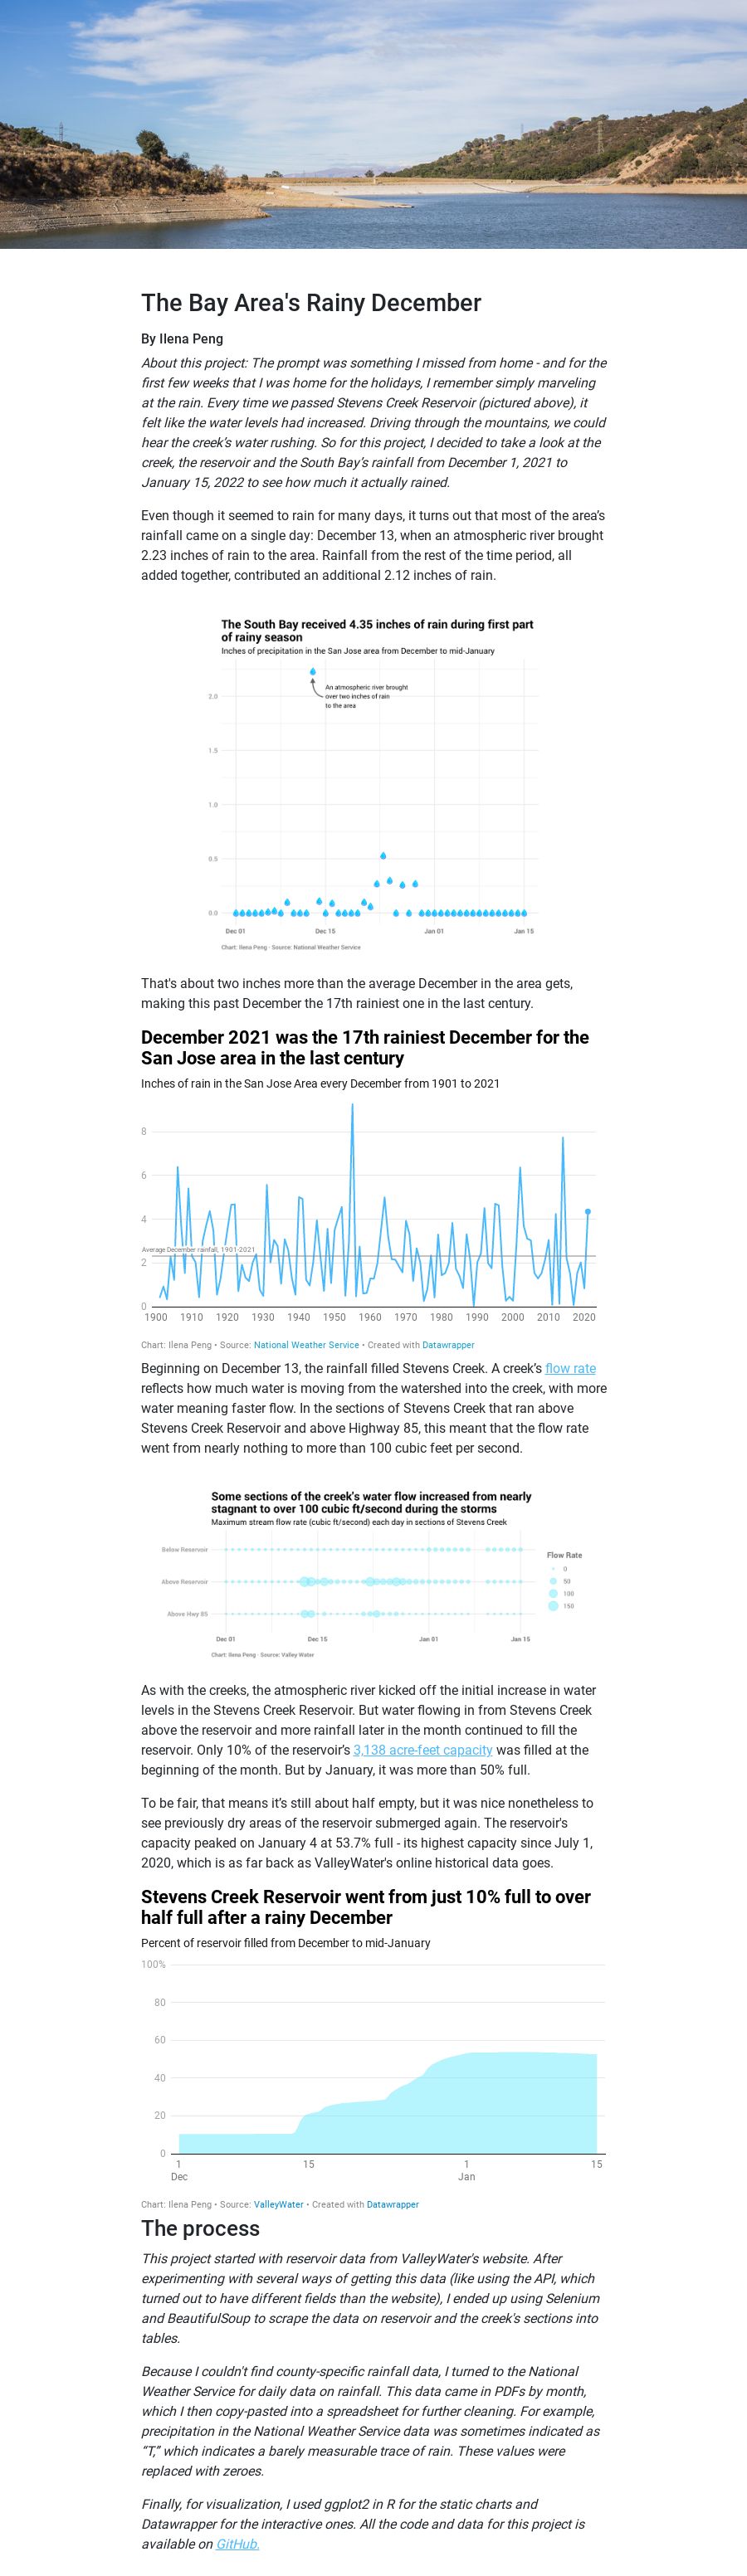 The Bay Area's Rainy December
By Ilena Peng
About this project: The prompt was something I missed from home - and for the
first few weeks that I was home for the holidays, I remember simply marveling
at the rain. Every time we passed Stevens Creek Reservoir (pictured above), it
felt like the water levels had increased. Driving through the mountains, we could
hear the creek’s water rushing. So for this project, I decided to take a look at the
creek, the reservoir and the South Bay’s rainfall from December 1, 2021 to
January 15, 2022 to see how much it actually rained.
Even though it seemed to rain for many days, it turns out that most of the area’s
rainfall came on a single day: December 13, when an atmospheric river brought
2.23 inches of rain to the area. Rainfall from the rest of the time period, all
added together, contributed an additional 2.12 inches of rain.
The South Bay received 4.35 inches of rain during first part
of rainy season
Inches of precipitation in the San Jose area from December to mid-January
An atmospheric river brought
over two inches of rain
to the area
2.0
1.5
1.0
0.5
0.0
Dec 01 Dec 15 Jan 01 Jan 15
Chart: Ilena Peng · Source: National Weather Service
That's about two inches more than the average December in the area gets,
making this past December the 17th rainiest one in the last century.
December 2021 was the 17th rainiest December for the
San Jose area in the last century
Inches of rain in the San Jose Area every December from 1901 to 2021
8
6
4
Average December rainfall, 1901-2021
2
0
1900 1910 1920 1930 1940 1950 1960 1970 1980 1990 2000 2010 2020
Chart: Ilena Peng • Source: National Weather Service • Created with Datawrapper
Beginning on December 13, the rainfall filled Stevens Creek. A creek’s flow rate
reflects how much water is moving from the watershed into the creek, with more
water meaning faster flow. In the sections of Stevens Creek that ran above
Stevens Creek Reservoir and above Highway 85, this meant that the flow rate
went from nearly nothing to more than 100 cubic feet per second.
Some sections of the creek's water flow increased from nearly
stagnant to over 100 cubic ft/second during the storms
Maximum stream flow rate (cubic ft/second) each day in sections of Stevens Creek
Below Reservoir
Above Reservoir
Above Hwy 85
Flow Rate
0
50
100
150
Dec 01 Dec 15 Jan 01 Jan 15
Chart: Ilena Peng · Source: Valley Water
As with the creeks, the atmospheric river kicked off the initial increase in water
levels in the Stevens Creek Reservoir. But water flowing in from Stevens Creek
above the reservoir and more rainfall later in the month continued to fill the
reservoir. Only 10% of the reservoir’s 3,138 acre-feet capacity was filled at the
beginning of the month. But by January, it was more than 50% full.
To be fair, that means it’s still about half empty, but it was nice nonetheless to
see previously dry areas of the reservoir submerged again. The reservoir's
capacity peaked on January 4 at 53.7% full - its highest capacity since July 1,
2020, which is as far back as ValleyWater's online historical data goes.
Stevens Creek Reservoir went from just 10% full to over
half full after a rainy December
Percent of reservoir filled from December to mid-January
100%
80
60
40
20
0
1 15 1 15
Dec Jan
Chart: Ilena Peng • Source: ValleyWater • Created with Datawrapper
The process
This project started with reservoir data from ValleyWater's website. After
experimenting with several ways of getting this data (like using the API, which
turned out to have different fields than the website), I ended up using Selenium
and BeautifulSoup to scrape the data on reservoir and the creek's sections into
tables.
Because I couldn't find county-specific rainfall data, I turned to the National
Weather Service for daily data on rainfall. This data came in PDFs by month,
which I then copy-pasted into a spreadsheet for further cleaning. For example,
precipitation in the National Weather Service data was sometimes indicated as
“T,” which indicates a barely measurable trace of rain. These values were
replaced with zeroes.
Finally, for visualization, I used ggplot2 in R for the static charts and
Datawrapper for the interactive ones. All the code and data for this project is
available on GitHub.